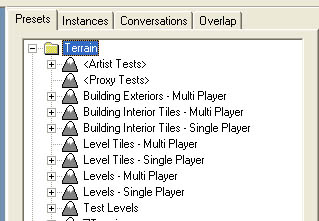 Presets Instances Conversations Overlap
Terrain
<Artist Tests>
<Proxy Tests>
Building Exteriors - Multi Player
Building Interior Tiles - Multi Player
Building Interior Tiles - Single Player
Level Tiles - Multi Player
Level Tiles - Single Player
Levels - Multi Player
Levels - Single Player
Test Levels